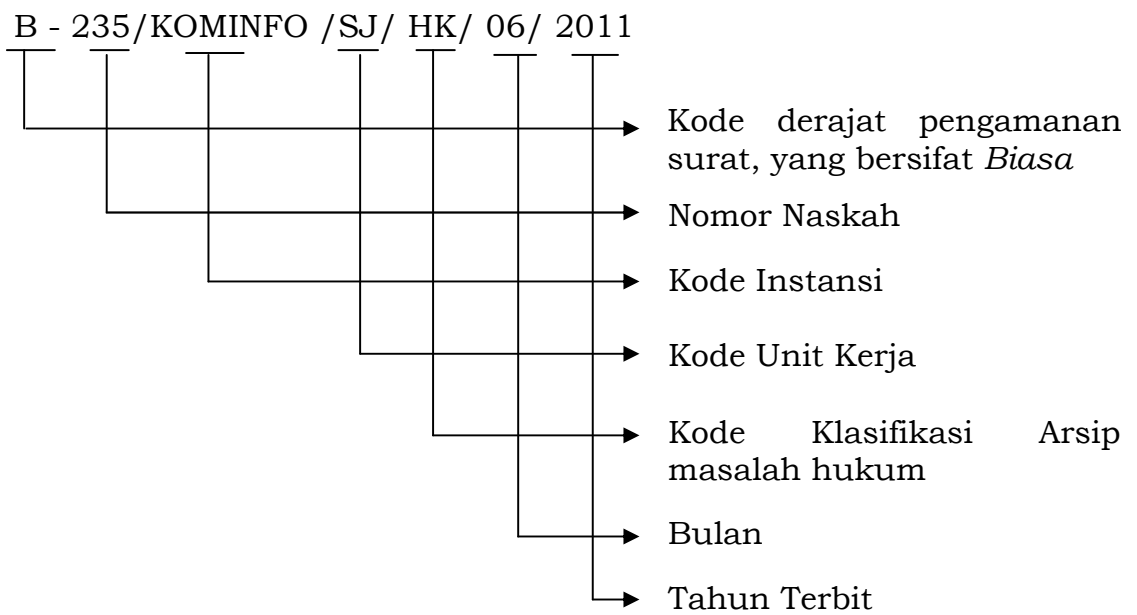 B - 235/KOMINFO /SJ/ HK/ 06/ 2011
Kode derajat pengamanan
surat, yang bersifat Biasa
Nomor Naskah
Kode Instansi
Kode Unit Kerja
Kode Klasifikasi Arsip
masalah hukum
Bulan
Tahun Terbit